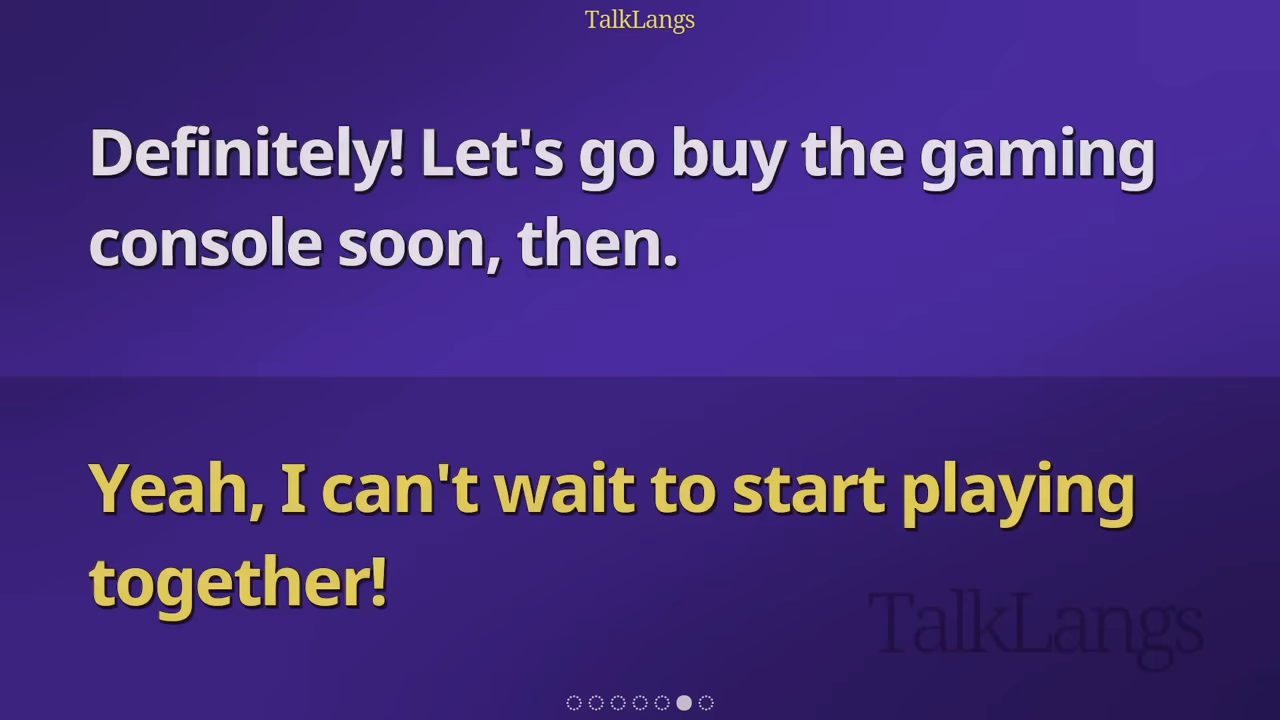 TalkLangs
Definitely! Let's go buy the gaming
console soon, then.
Yeah, I can't wait to start playing
together!
TalkLangs